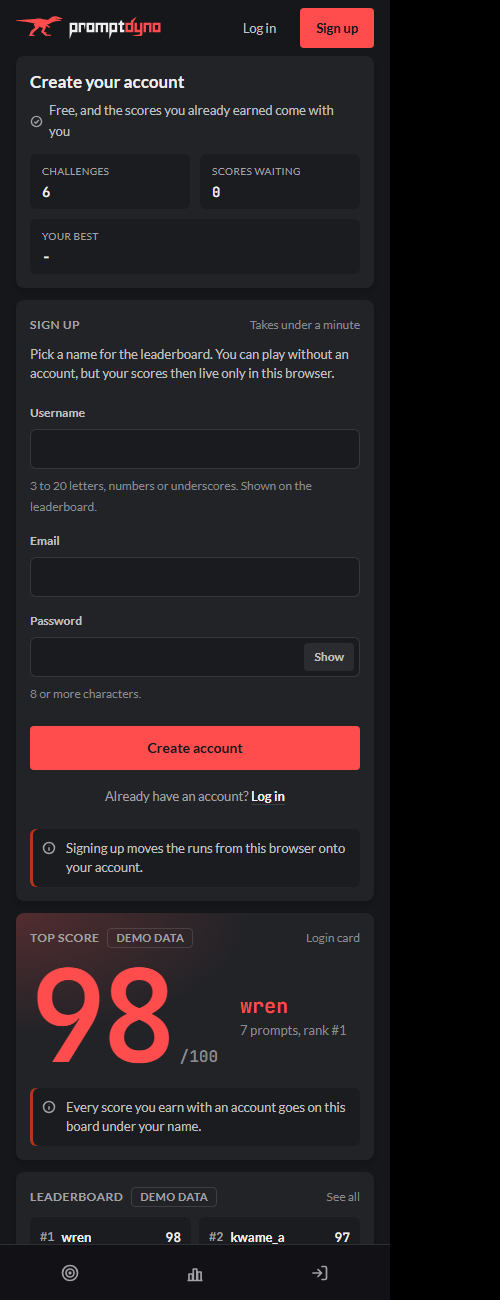 promptdyno
Log in
Sign up
Create your account
Free, and the scores you already earned come with
you
CHALLENGES
6
SCORES WAITING
0
YOUR BEST
-
SIGN UP
Takes under a minute
Pick a name for the leaderboard. You can play without an
account, but your scores then live only in this browser.
Username
3 to 20 letters, numbers or underscores. Shown on the
leaderboard.
Email
Password
Show
8 or more characters.
Create account
Already have an account? Log in
Signing up moves the runs from this browser onto
your account.
TOP SCORE
DEMO DATA
Login card
98
/100
wren
7 prompts, rank #1
Every score you earn with an account goes on this
board under your name.
LEADERBOARD
DEMO DATA
See all
#1 wren 98
#2 kwame_a 97